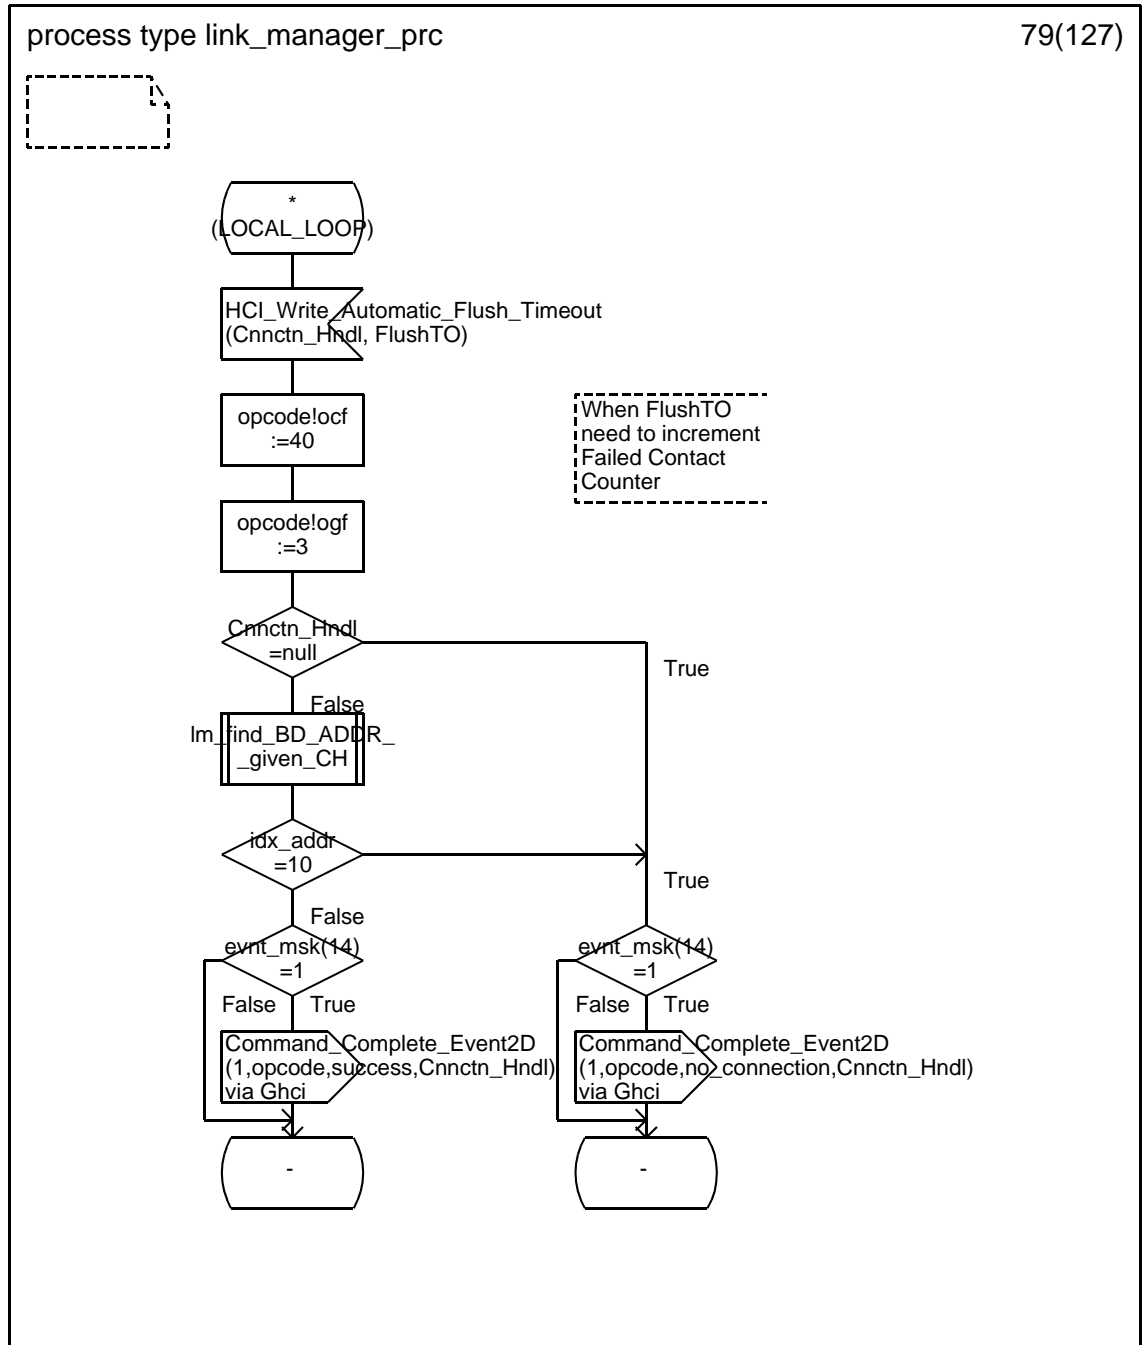 process type link_manager_prc
79(127)
*
(LOCAL_LOOP)
HCI_Write_Automatic_Flush_Timeout
(Cnnctn_Hndl, FlushTO)
opcode!ocf
:=40
When FlushTO
need to increment
Failed Contact
Counter
opcode!ogf
:=3
Cnnctn_Hndl
=null
True
False
lm_find_BD_ADDR_
_given_CH
idx_addr
=10
True
False
evnt_msk(14)
=1
evnt_msk(14)
=1
False
True
False
True
Command_Complete_Event2D
(1,opcode,success,Cnnctn_Hndl)
via Ghci
Command_Complete_Event2D
(1,opcode,no_connection,Cnnctn_Hndl)
via Ghci
-
-